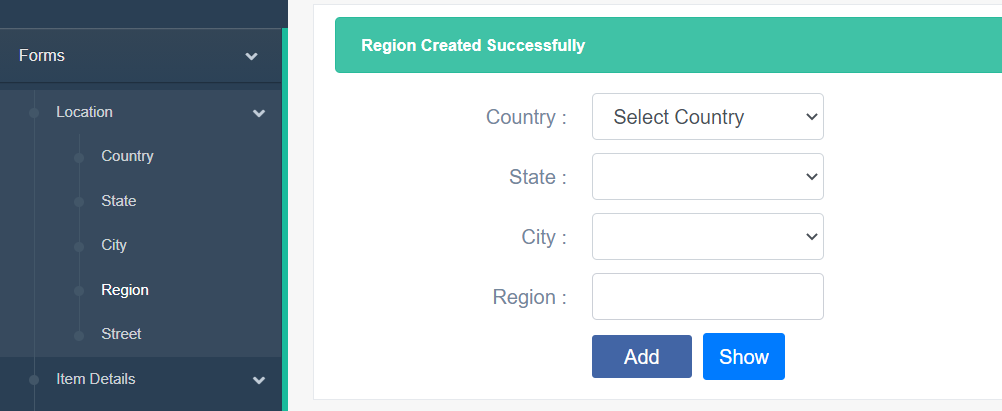 Forms
Location
Country
State
City
Region
Street
Item Details
Region Created Successfully
Country : Select Country
State :
City :
Region :
Add Show